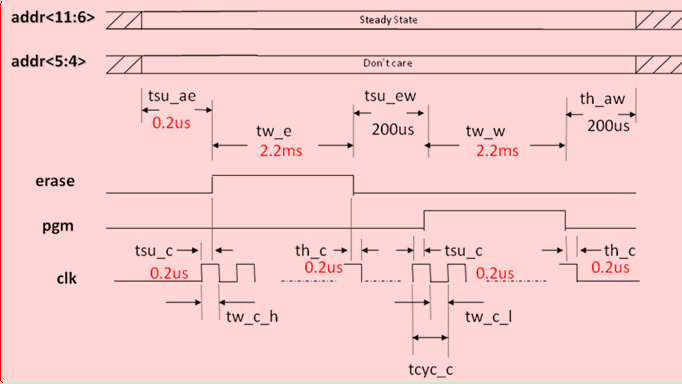 addr<11:6> Steady State
addr<5:4> Don't care
tsu_ae tsu_ew th_aw
0.2us 200us 200us
tw_e tw_w
2.2ms 2.2ms
erase
pgm
tsu_c th_c tsu_c th_c
0.2us 0.2us 0.2us 0.2us
clk
tw_c_h tw_c_l
tcyc_c